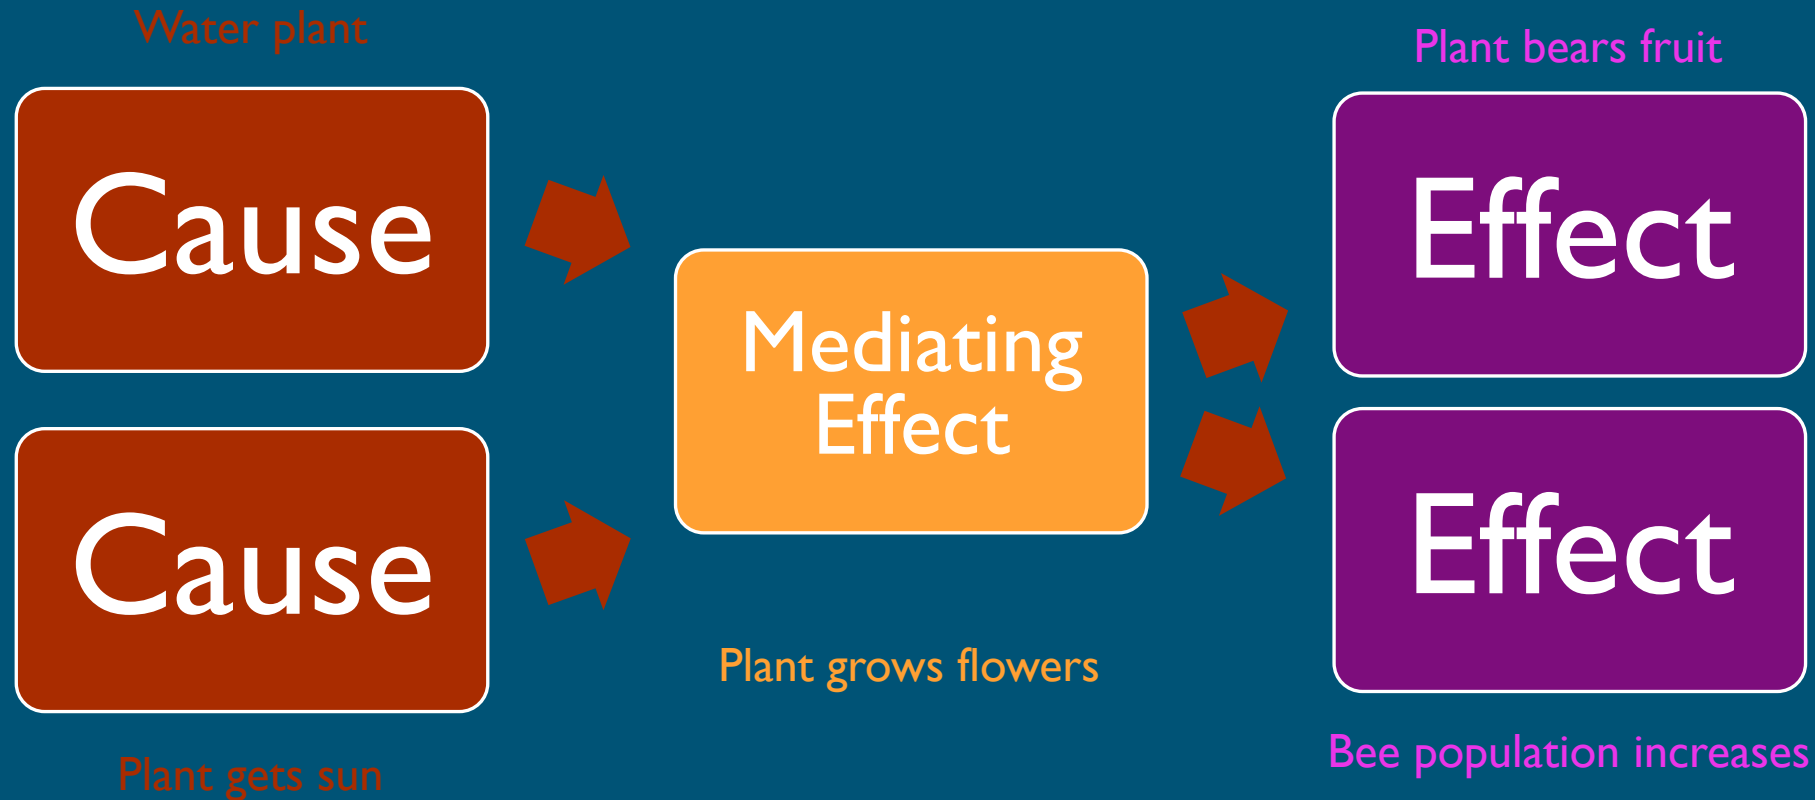 Water plant
Cause
Cause
Plant gets sun
Mediating
Effect
Plant grows flowers
Plant bears fruit
Effect
Effect
Bee population increases